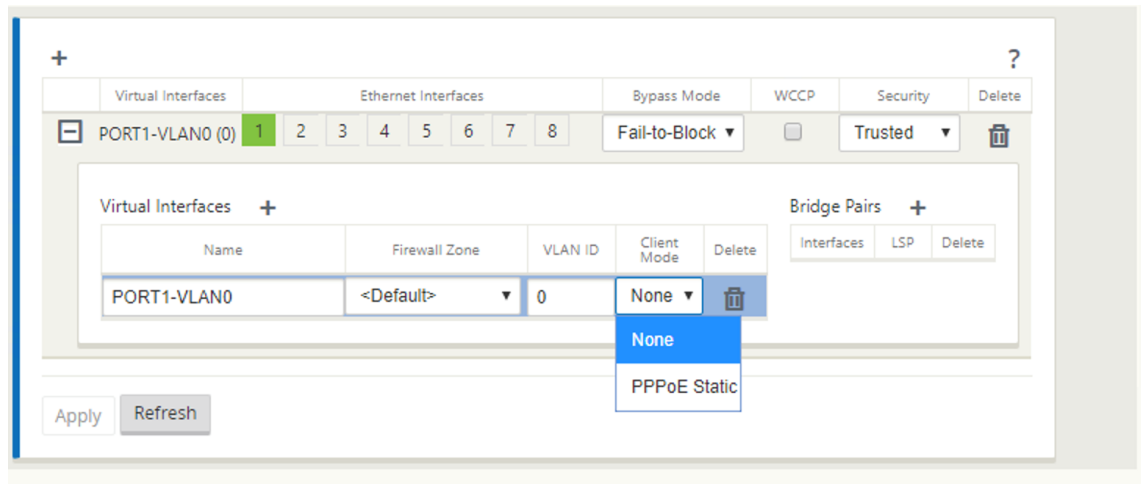 + ?
Virtual Interfaces Ethernet Interfaces Bypass Mode WCCP Security Delete
PORT1-VLAN0 (0) 1 2 3 4 5 6 7 8 Fail-to-Block Trusted
Virtual Interfaces + Bridge Pairs +
Name Firewall Zone VLAN ID Client Mode Delete Interfaces LSP Delete
PORT1-VLAN0 <Default> 0 None
None
PPPoE Static
Apply Refresh